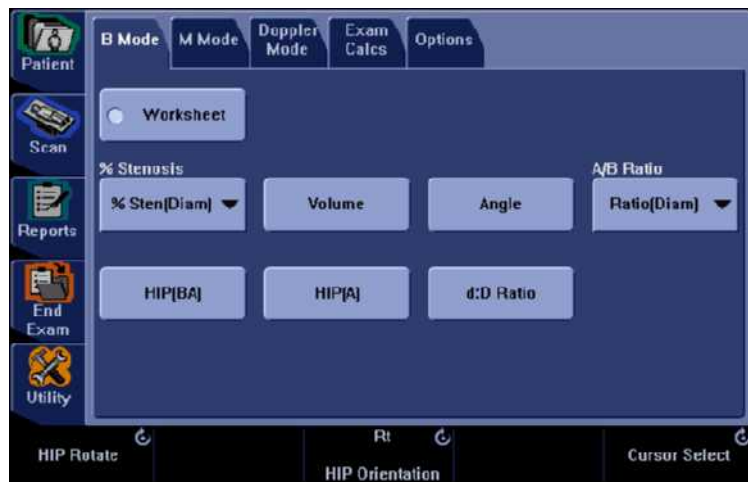 Patient
B Mode
M Mode
Doppler
Mode
Exam
Calcs
Options
Scan
Worksheet
% Stenosis
A/B Ratio
% Sten(Diam)
Volume
Angle
Ratio(Diam)
Reports
HIP(BA)
HIP(A)
d:D Ratio
End
Exam
Utility
HIP Rotate
Rt
HIP Orientation
Cursor Select